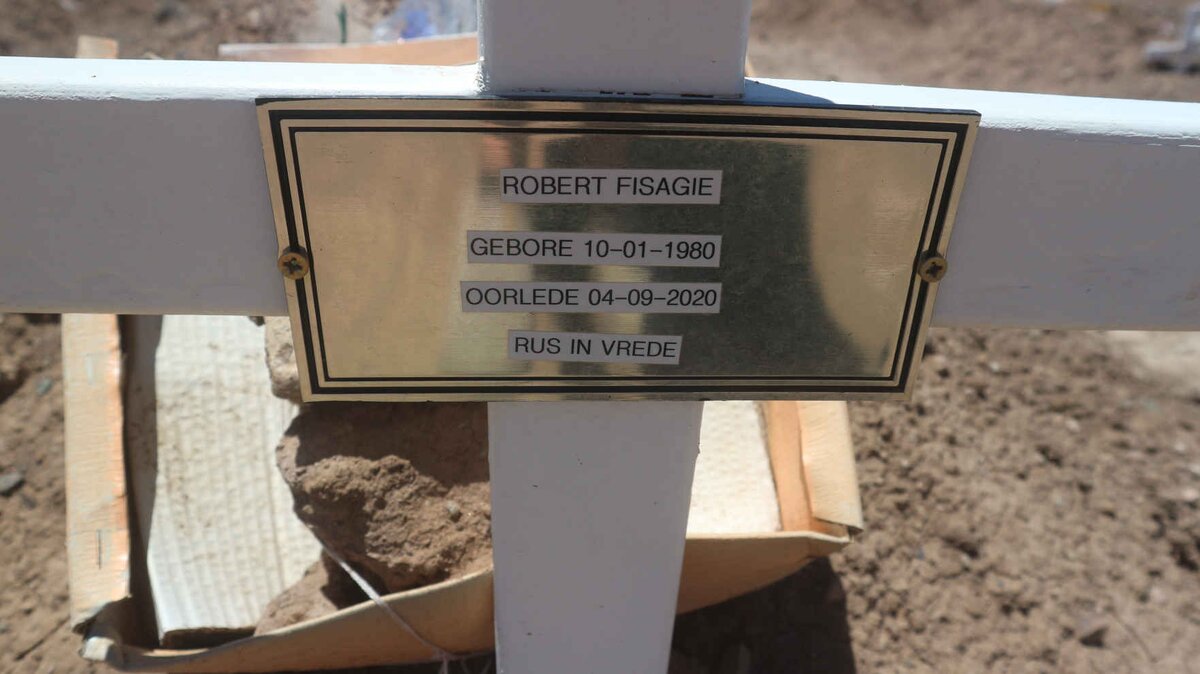 ROBERT FISAGIE
GEBORE 10-01-1980
OORLEDE 04-09-2020
RUS IN VREDE